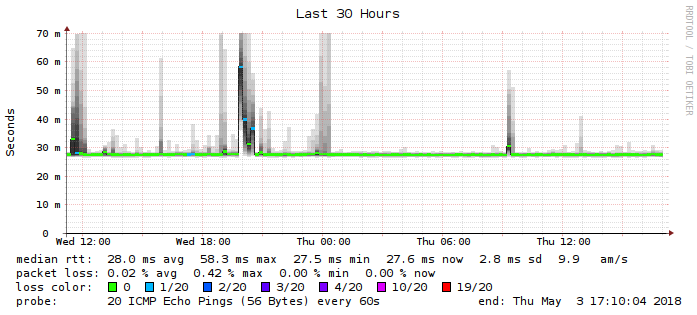 Last 30 Hours
RRDTOOL / TOBI OETIKER
Seconds
70 m
60 m
50 m
40 m
30 m
20 m
10 m
0
Wed 12:00 Wed 18:00 Thu 00:00 Thu 06:00 Thu 12:00
median rtt: 28.0 ms avg 58.3 ms max 27.5 ms min 27.6 ms now 2.8 ms sd 9.9 am/s
packet loss: 0.02 % avg 0.42 % max 0.00 % min 0.00 % now
loss color: 0 1/20 2/20 3/20 4/20 10/20 19/20
probe: 20 ICMP Echo Pings (56 Bytes) every 60s end: Thu May 3 17:10:04 2018